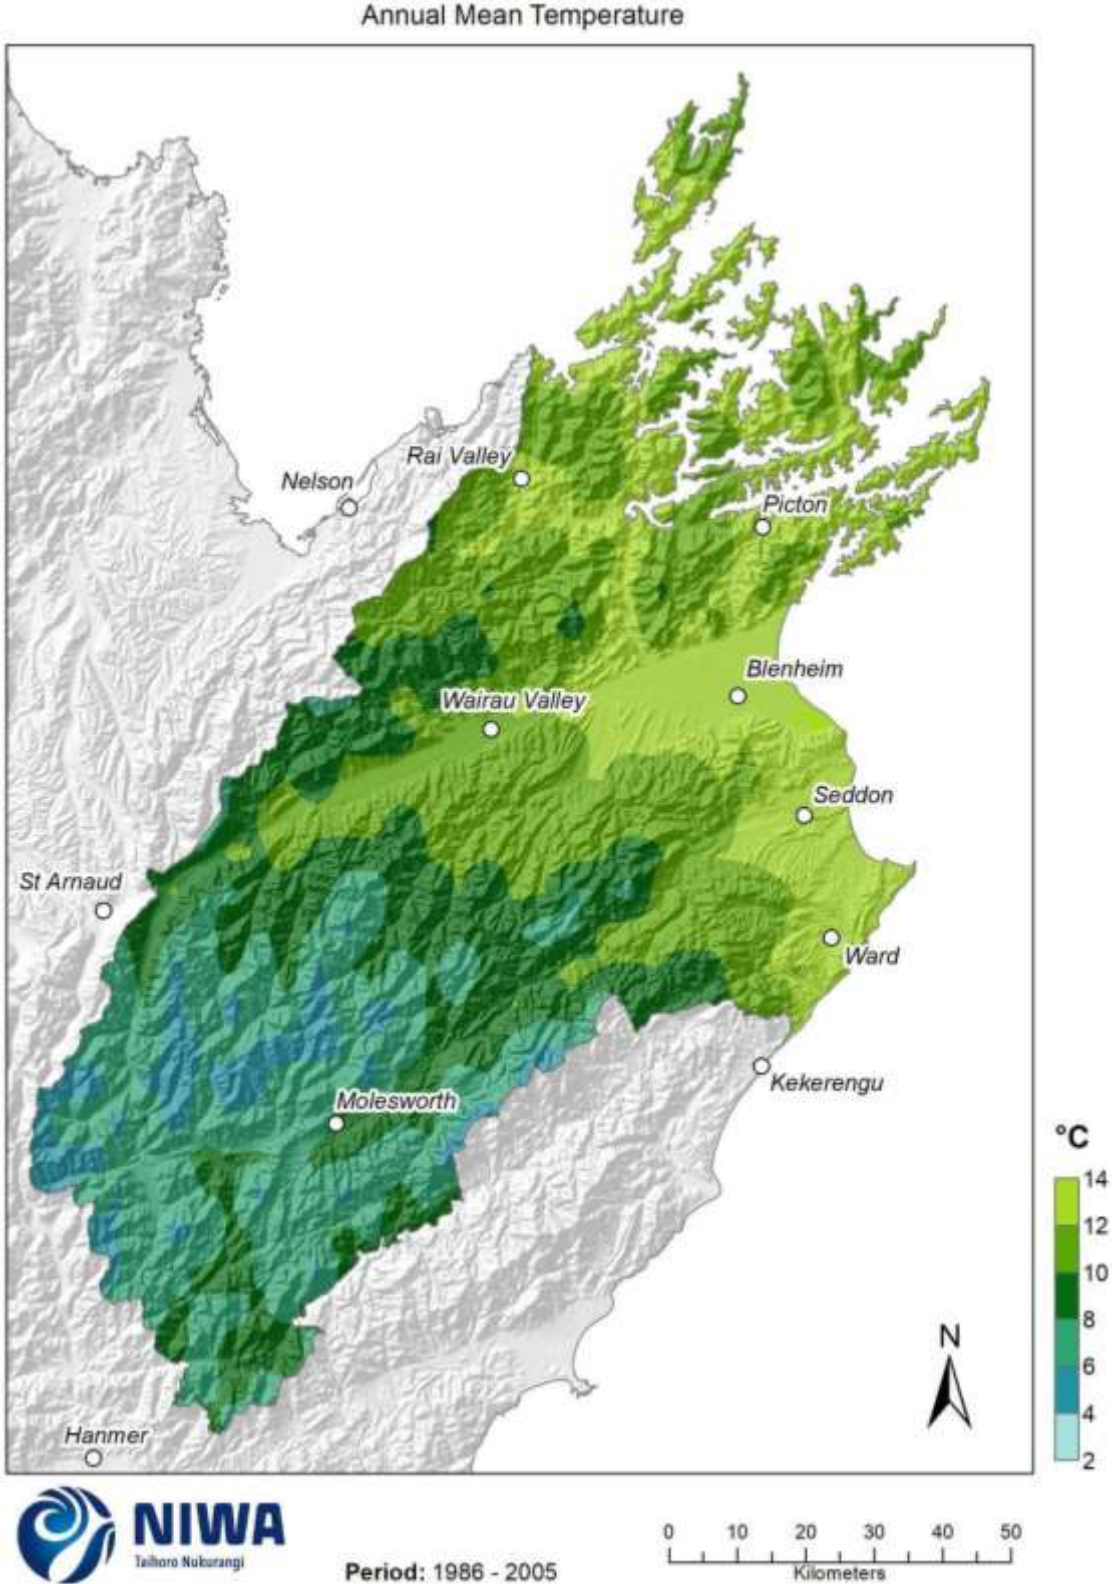 Annual Mean Temperature
Rai Valley
Nelson
Picton
Blenheim
Wairau Valley
Seddon
St Arnaud
Ward
Kekerengu
Molesworth
Hanmer
°C
14
12
10
8
6
4
2
N
NIWA
Taihoro Nukurangi
Period: 1986 - 2005
0 10 20 30 40 50
Kilometers